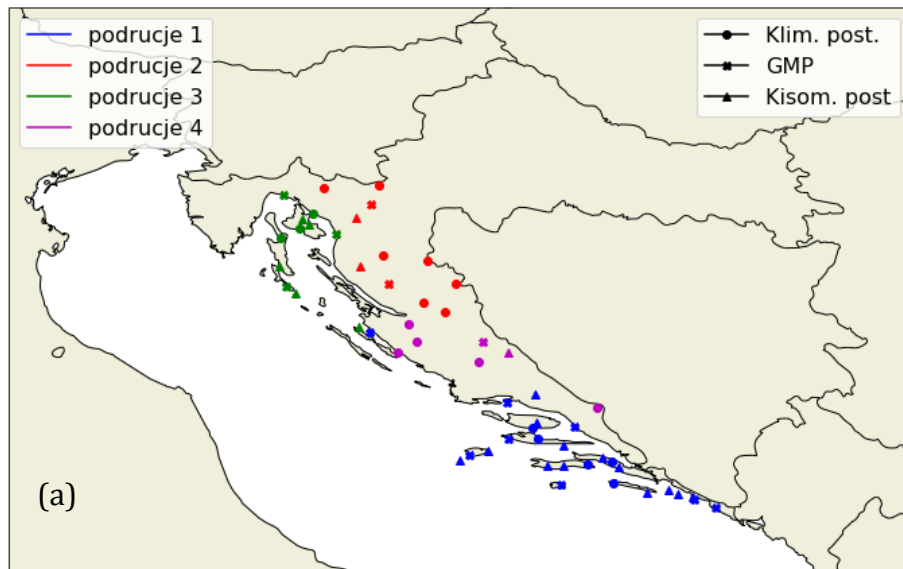 podrucje 1
podrucje 2
podrucje 3
podrucje 4
Klim. post.
GMP
Kisom. post
(a)